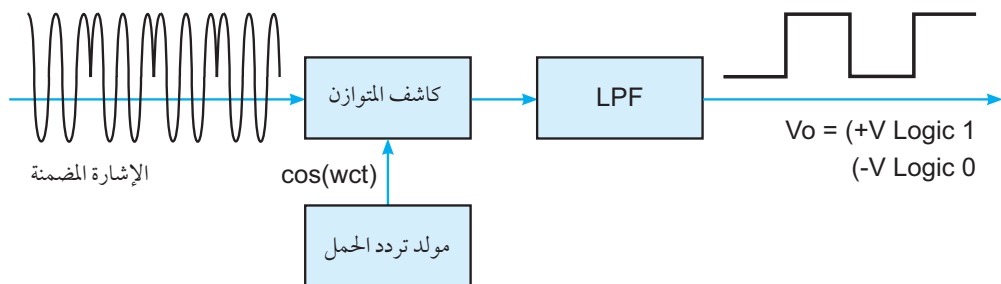 الإشارة المضمنة
كاشف المتوازن
cos(wct)
مولد تردد الحمل
LPF
Vo = (+V Logic 1
(-V Logic 0